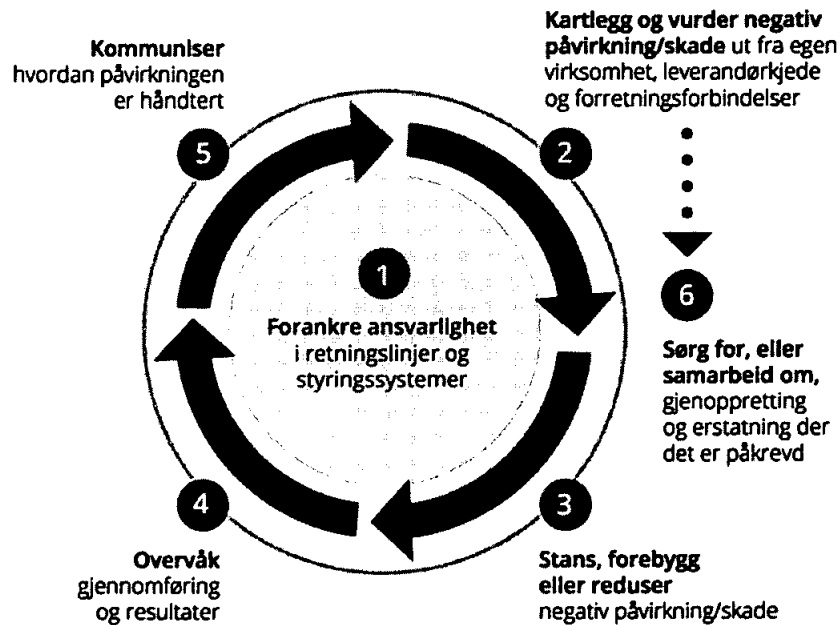 1
Forankre ansvarlighet
i retningslinjer og
styringssystemer
2
Kartlegg og vurder negativ
påvirkning/skade ut fra egen
virksomhet, leverandørkjede
og forretningsforbindelser
3
Stans, forebygg
eller reduser
negativ påvirkning/skade
4
Overvåk
gjennomføring
og resultater
5
Kommuniser
hvordan påvirkningen
er håndtert
6
Sørg for, eller
samarbeid om,
gjenoppretting
og erstatning der
det er påkrevd